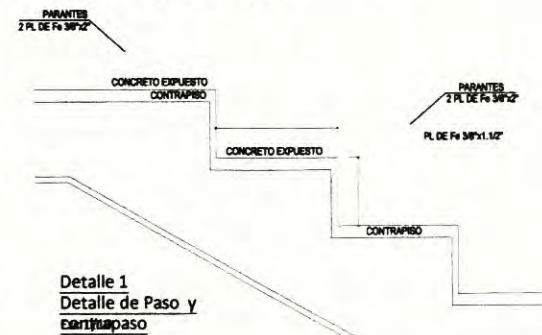 PARANTES
2 PL DE Fe 3/8"x2"
CONCRETO EXPUESTO
CONTRAPISO
PARANTES
2 PL DE Fe 3/8"x2"
PL DE Fe 3/8"x1.1/2"
CONCRETO EXPUESTO
CONTRAPISO
Detalle 1
Detalle de Paso y